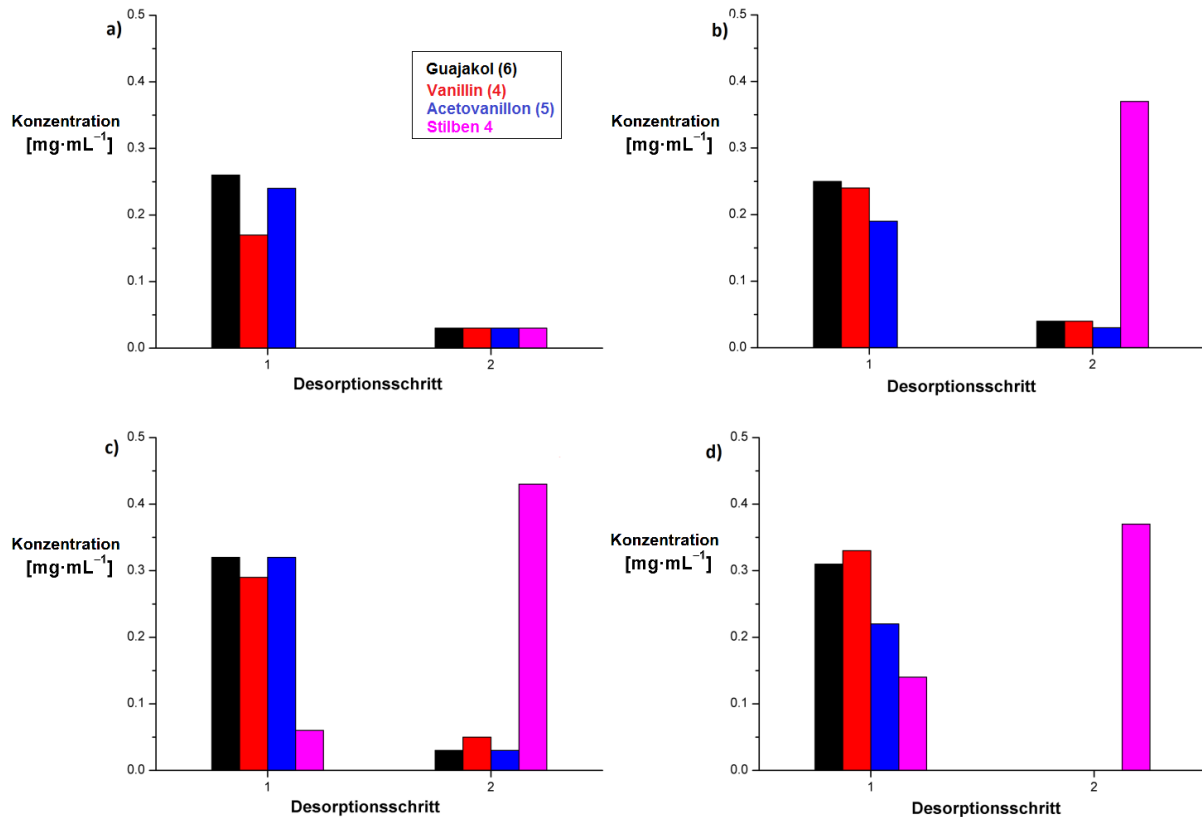 a)
0.5
0.4
0.3
0.2
0.1
0.0
Konzentration
[mg·mL⁻¹]
Guajakol (6)
Vanillin (4)
Acetovanillon (5)
Stilben 4
1 2
Desorptionsschritt
b)
0.5
0.4
0.3
0.2
0.1
0.0
Konzentration
[mg·mL⁻¹]
1 2
Desorptionsschritt
c)
0.5
0.4
0.3
0.2
0.1
0.0
Konzentration
[mg·mL⁻¹]
1 2
Desorptionsschritt
d)
0.5
0.4
0.3
0.2
0.1
0.0
Konzentration
[mg·mL⁻¹]
1 2
Desorptionsschritt